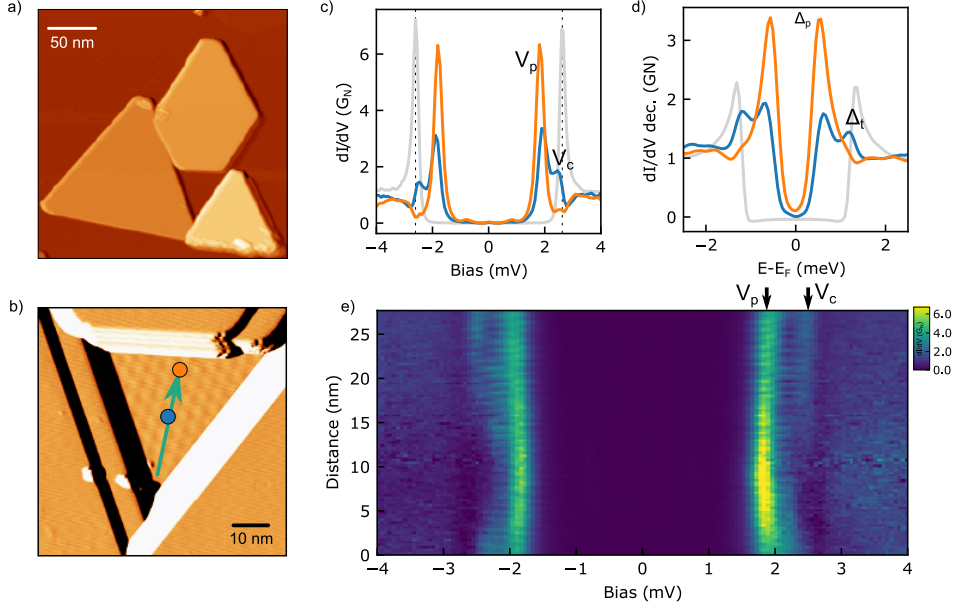 a)
50 nm
b)
10 nm
c)
dI/dV (G_N)
6
4
2
0
V_p
V_c
−4
−2
0
2
4
Bias (mV)
d)
dI/dV dec. (GN)
3
2
1
0
Δ_p
Δ_t
−2
0
2
E-E_F (meV)
e)
V_p
V_c
Distance (nm)
25
20
15
10
5
0
−4
−3
−2
−1
0
1
2
3
4
Bias (mV)
dI/dV (G_N)
6.0
4.0
2.0
0.0